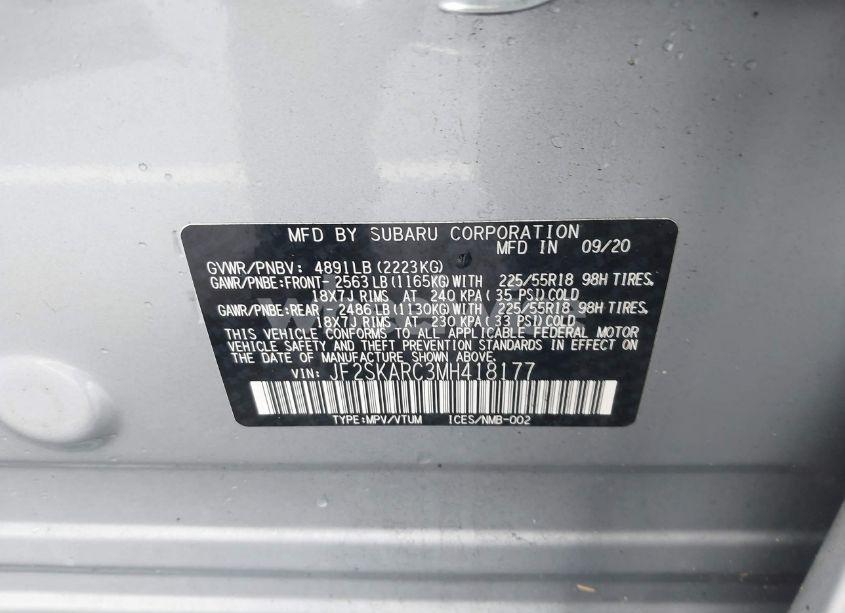 MFD BY SUBARU CORPORATION
MFD IN 09/20
GVWR/PNBV: 4891LB (2223KG)
GAWR/PNBE:FRONT- 2563LB (1165KG) WITH 225/55R18 98H TIRES,
18X7J RIMS AT 240 KPA ( 35 PSI) COLD
GAWR/PNBE:REAR - 2486LB (1130KG) WITH 225/55R18 98H TIRES,
18X7J RIMS AT 230 KPA ( 33 PSI) COLD
THIS VEHICLE CONFORMS TO ALL APPLICABLE FEDERAL MOTOR
VEHICLE SAFETY AND THEFT PREVENTION STANDARDS IN EFFECT ON
THE DATE OF MANUFACTURE SHOWN ABOVE.
VIN: JF2SKARC3MH418177
TYPE:MPV/VTUM ICES/NMB-002